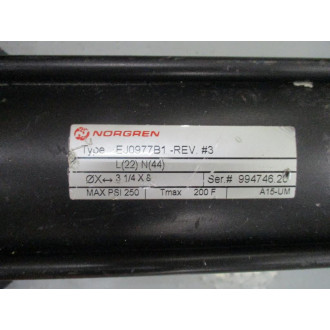 NORGREN
Type EJ0977B1 -REV. #3
L(22) N(44)
ØX↔ 3 1/4 X 8 Ser.# 994746.20
MAX PSI 250 Tmax 200 F A15-UM